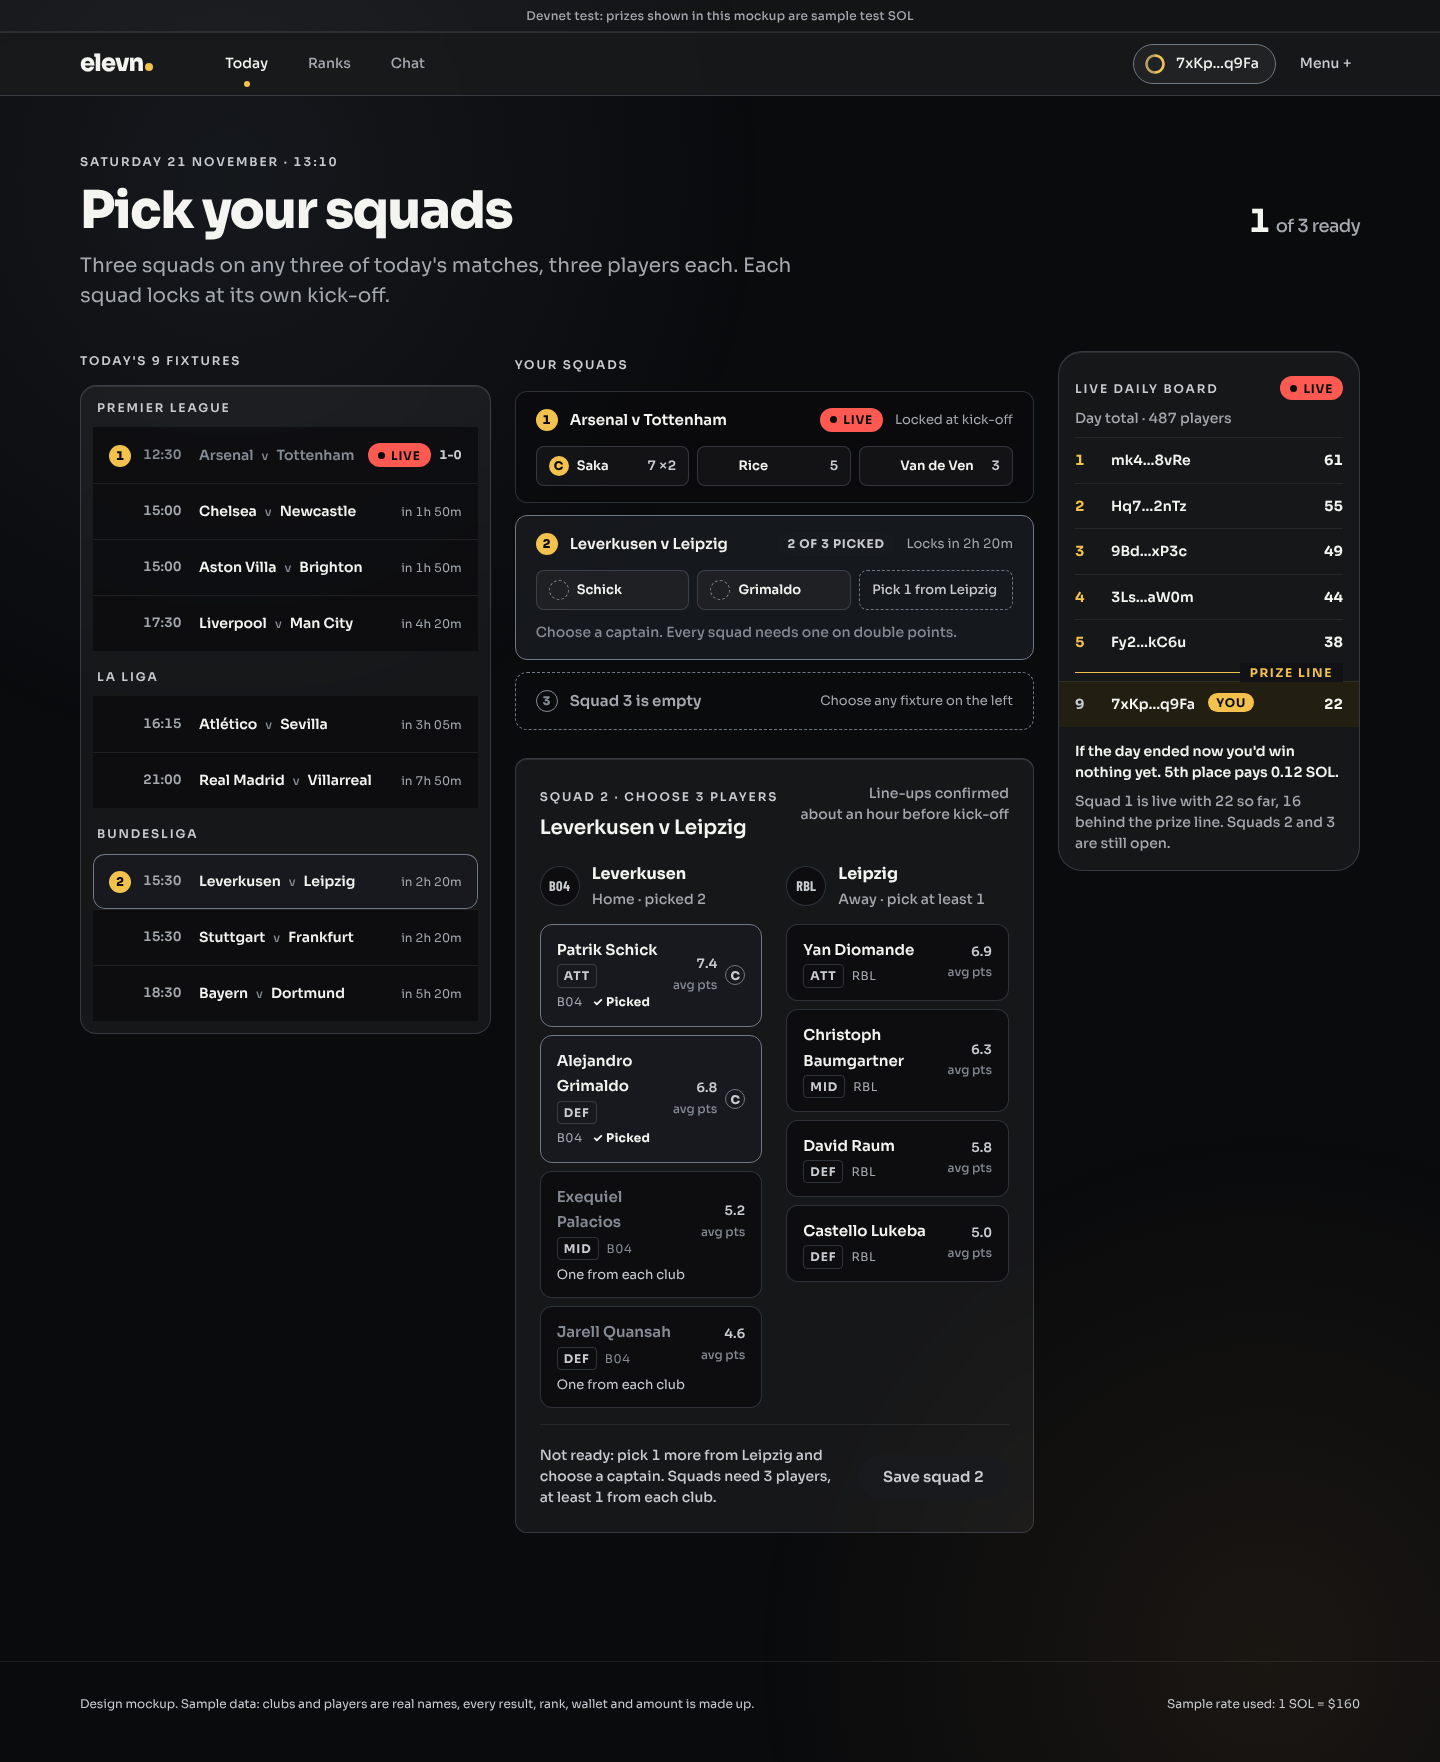 Devnet test: prizes shown in this mockup are sample test SOL
elevn.
Today
Ranks
Chat
7xKp...q9Fa
Menu +
SATURDAY 21 NOVEMBER · 13:10
Pick your squads
1 of 3 ready
Three squads on any three of today's matches, three players each. Each
squad locks at its own kick-off.
TODAY'S 9 FIXTURES
PREMIER LEAGUE
1 12:30 Arsenal v Tottenham LIVE 1-0
15:00 Chelsea v Newcastle in 1h 50m
15:00 Aston Villa v Brighton in 1h 50m
17:30 Liverpool v Man City in 4h 20m
LA LIGA
16:15 Atlético v Sevilla in 3h 05m
21:00 Real Madrid v Villarreal in 7h 50m
BUNDESLIGA
2 15:30 Leverkusen v Leipzig in 2h 20m
15:30 Stuttgart v Frankfurt in 2h 20m
18:30 Bayern v Dortmund in 5h 20m
YOUR SQUADS
1 Arsenal v Tottenham LIVE Locked at kick-off
C Saka 7 ×2
Rice 5
Van de Ven 3
2 Leverkusen v Leipzig 2 OF 3 PICKED Locks in 2h 20m
Schick
Grimaldo
Pick 1 from Leipzig
Choose a captain. Every squad needs one on double points.
3 Squad 3 is empty Choose any fixture on the left
SQUAD 2 · CHOOSE 3 PLAYERS
Leverkusen v Leipzig
Line-ups confirmed
about an hour before kick-off
B04
Leverkusen
Home · picked 2
Patrik Schick
ATT
B04 ✓ Picked
7.4
avg pts
C
Alejandro
Grimaldo
DEF
B04 ✓ Picked
6.8
avg pts
C
Exequiel
Palacios
MID B04
One from each club
5.2
avg pts
Jarell Quansah
DEF B04
One from each club
4.6
avg pts
RBL
Leipzig
Away · pick at least 1
Yan Diomande
ATT RBL
6.9
avg pts
Christoph
Baumgartner
MID RBL
6.3
avg pts
David Raum
DEF RBL
5.8
avg pts
Castello Lukeba
DEF RBL
5.0
avg pts
Not ready: pick 1 more from Leipzig and
choose a captain. Squads need 3 players,
at least 1 from each club.
Save squad 2
LIVE DAILY BOARD
LIVE
Day total · 487 players
1 mk4...8vRe 61
2 Hq7...2nTz 55
3 9Bd...xP3c 49
4 3Ls...aW0m 44
5 Fy2...kC6u 38
PRIZE LINE
9 7xKp...q9Fa YOU 22
If the day ended now you'd win
nothing yet. 5th place pays 0.12 SOL.
Squad 1 is live with 22 so far, 16
behind the prize line. Squads 2 and 3
are still open.
Design mockup. Sample data: clubs and players are real names, every result, rank, wallet and amount is made up.
Sample rate used: 1 SOL = $160